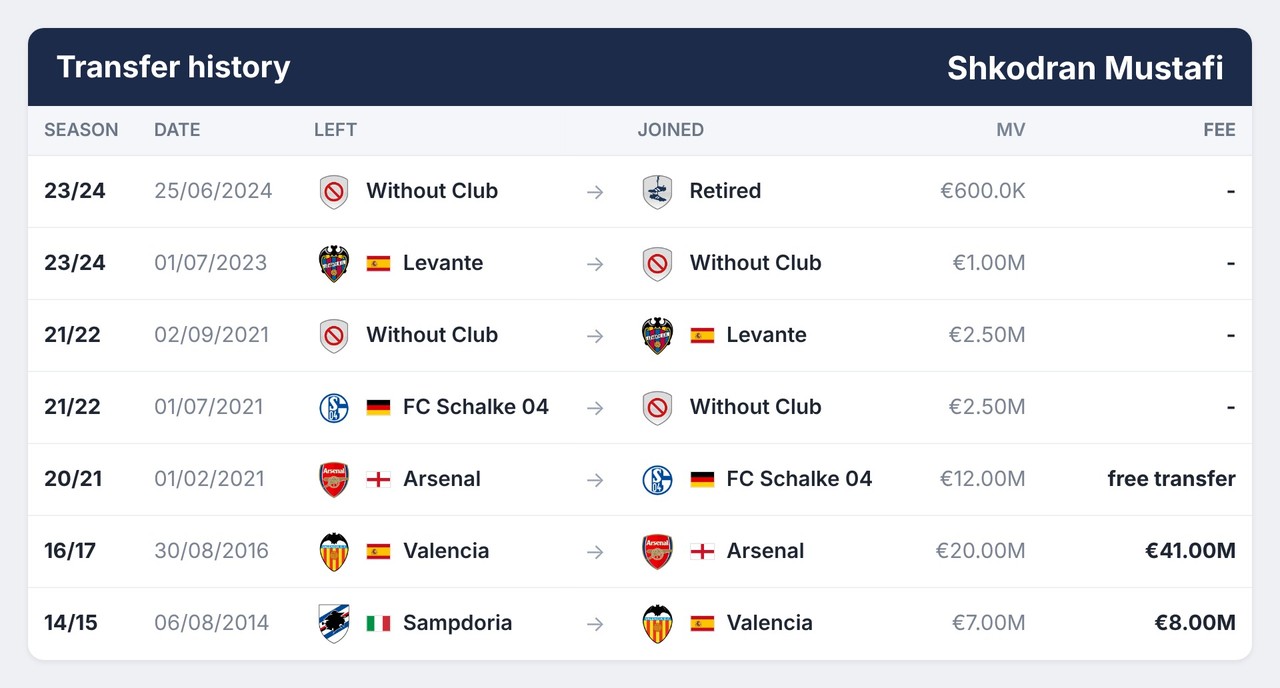 Transfer history Shkodran Mustafi
SEASON DATE LEFT JOINED MV FEE
23/24 25/06/2024 Without Club → Retired €600.0K -
23/24 01/07/2023 Levante → Without Club €1.00M -
21/22 02/09/2021 Without Club → Levante €2.50M -
21/22 01/07/2021 FC Schalke 04 → Without Club €2.50M -
20/21 01/02/2021 Arsenal → FC Schalke 04 €12.00M free transfer
16/17 30/08/2016 Valencia → Arsenal €20.00M €41.00M
14/15 06/08/2014 Sampdoria → Valencia €7.00M €8.00M